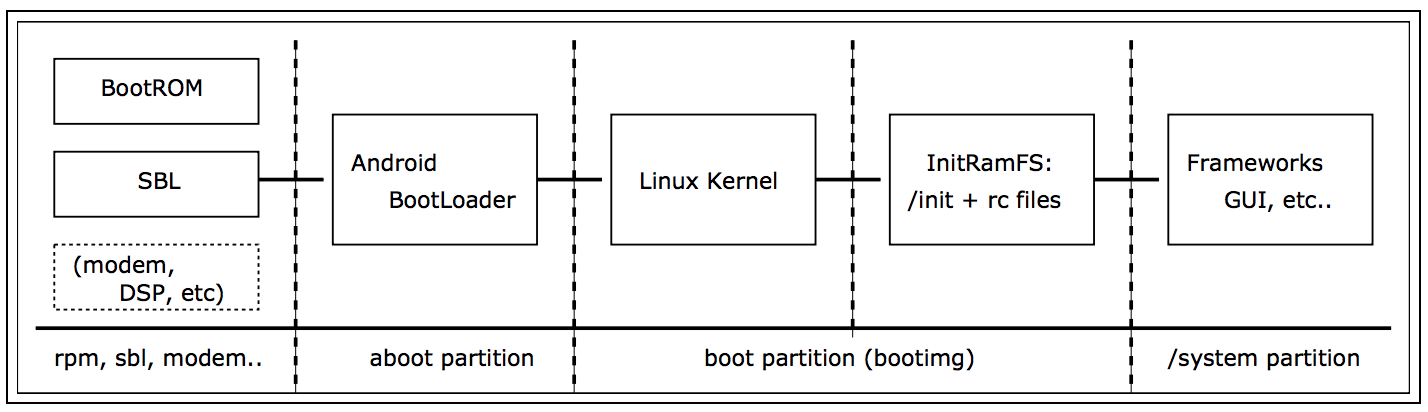 BootROM
SBL
(modem,
DSP, etc)
Android
BootLoader
Linux Kernel
InitRamFS:
/init + rc files
Frameworks
GUI, etc..
rpm, sbl, modem..
aboot partition
boot partition (bootimg)
/system partition